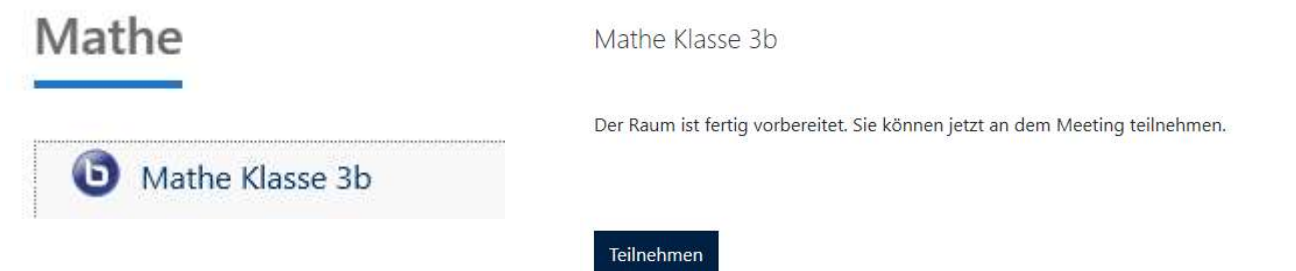 Mathe
Mathe Klasse 3b
Mathe Klasse 3b
Der Raum ist fertig vorbereitet. Sie können jetzt an dem Meeting teilnehmen.
Teilnehmen